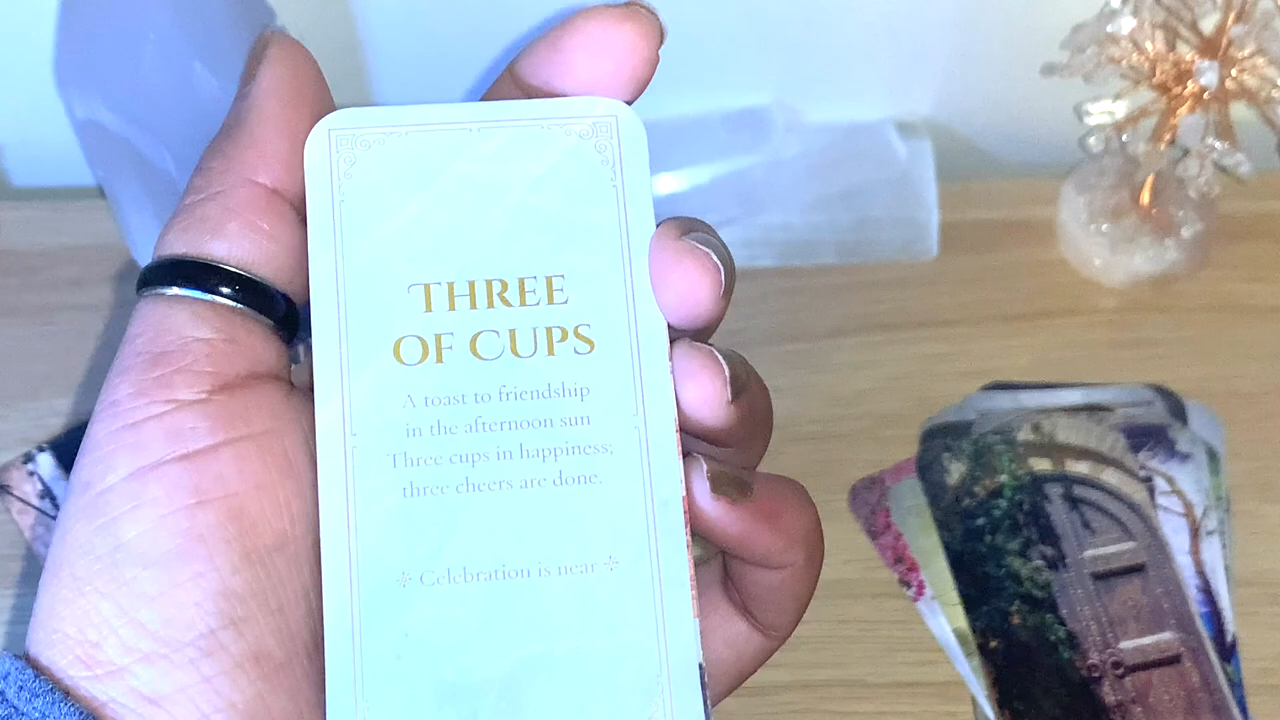 THREE
OF CUPS
A toast to friendship
in the afternoon sun
Three cups in happiness;
three cheers are done.
Celebration is near